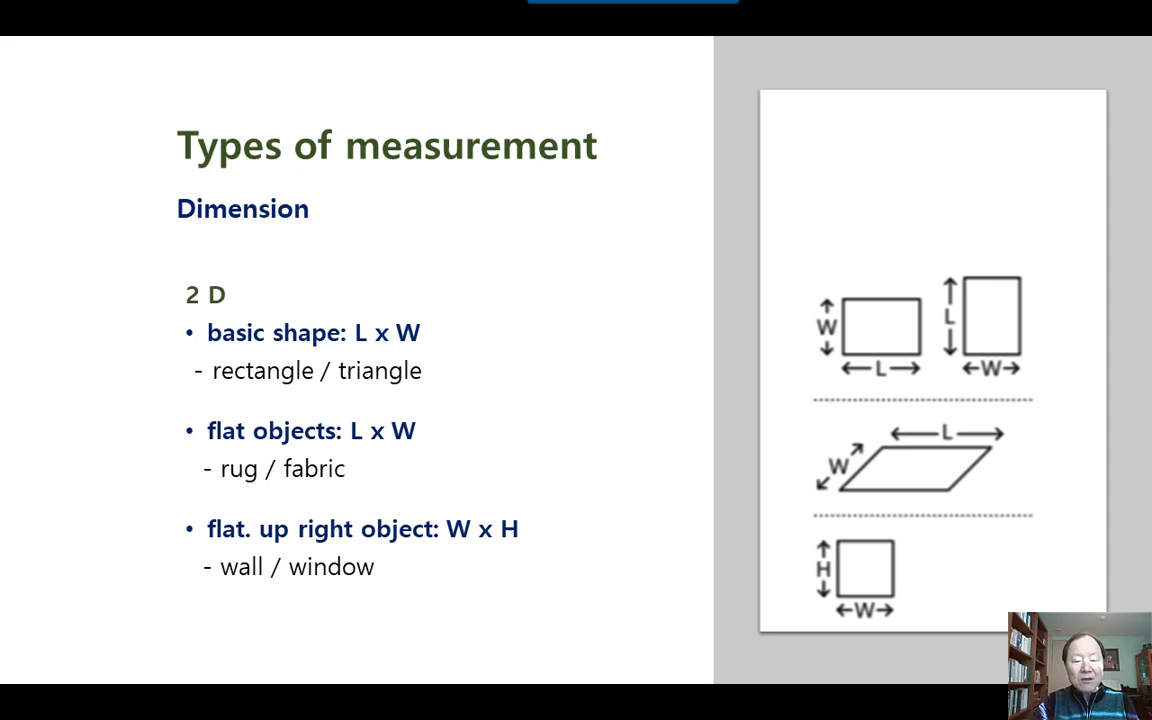 Types of measurement
Dimension
2 D
• basic shape: L x W
- rectangle / triangle
• flat objects: L x W
- rug / fabric
• flat. up right object: W x H
- wall / window
W
L
L
W
L
W
H
W